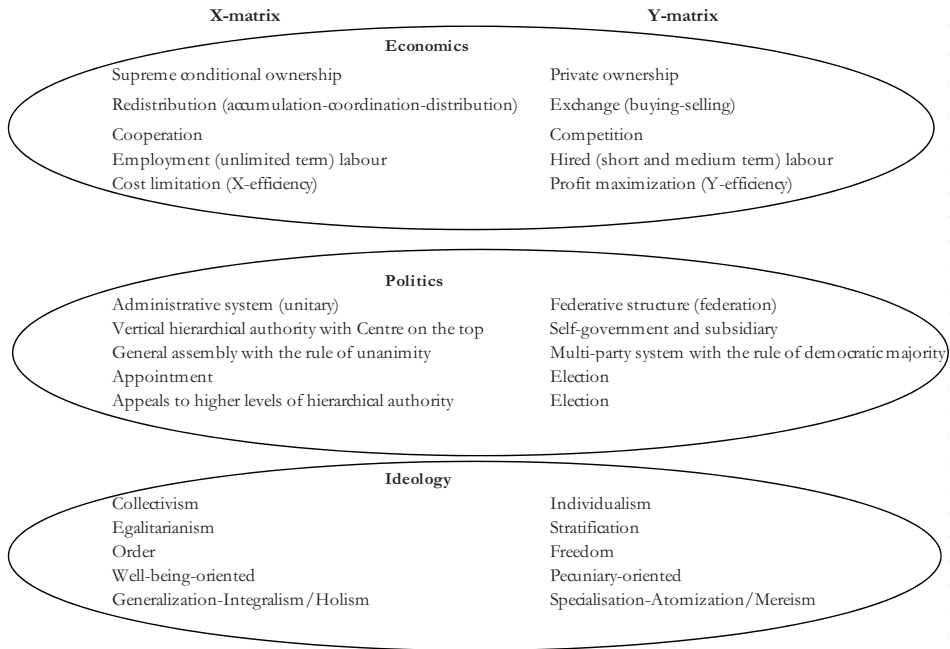 X-matrix Y-matrix
Economics
Supreme conditional ownership Private ownership
Redistribution (accumulation-coordination-distribution) Exchange (buying-selling)
Cooperation Competition
Employment (unlimited term) labour Hired (short and medium term) labour
Cost limitation (X-efficiency) Profit maximization (Y-efficiency)
Politics
Administrative system (unitary) Federative structure (federation)
Vertical hierarchical authority with Centre on the top Self-government and subsidiary
General assembly with the rule of unanimity Multi-party system with the rule of democratic majority
Appointment Election
Appeals to higher levels of hierarchical authority Election
Ideology
Collectivism Individualism
Egalitarianism Stratification
Order Freedom
Well-being-oriented Pecuniary-oriented
Generalization-Integralism/Holism Specialisation-Atomization/Mereism